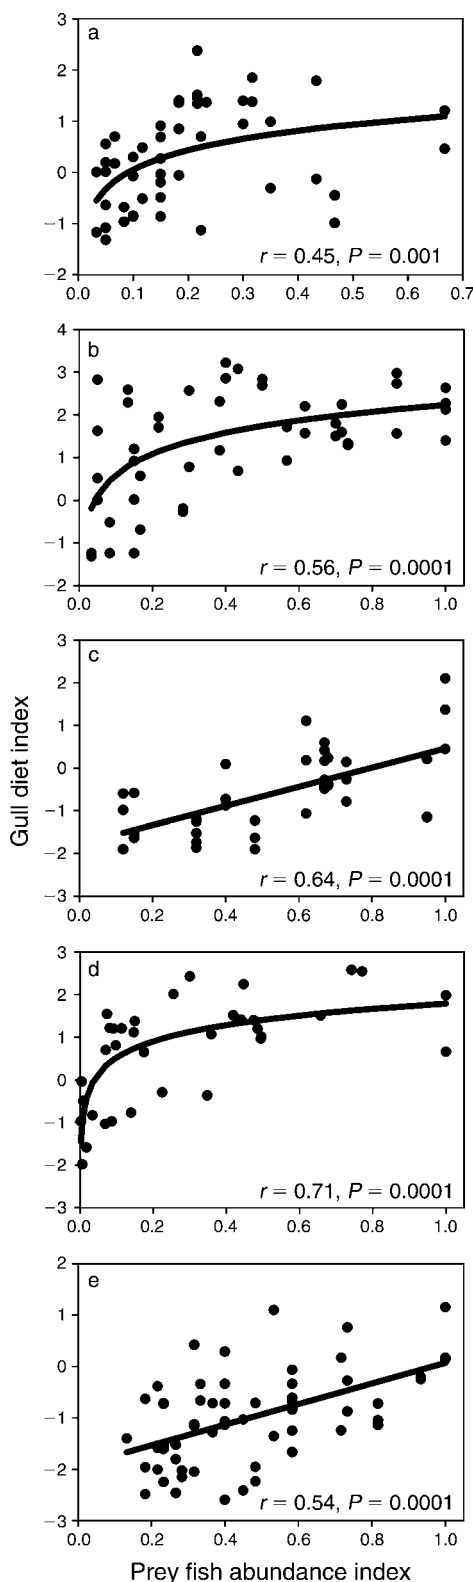 a
3
2
1
0
−1
−2
r = 0.45, P = 0.001
0.0 0.1 0.2 0.3 0.4 0.5 0.6 0.7
b
4
3
2
1
0
−1
−2
r = 0.56, P = 0.0001
0.0 0.2 0.4 0.6 0.8 1.0
Gull diet index
c
3
2
1
0
−1
−2
−3
r = 0.64, P = 0.0001
0.0 0.2 0.4 0.6 0.8 1.0
d
3
2
1
0
−1
−2
−3
r = 0.71, P = 0.0001
0.0 0.2 0.4 0.6 0.8 1.0
e
2
1
0
−1
−2
−3
r = 0.54, P = 0.0001
0.0 0.2 0.4 0.6 0.8 1.0
Prey fish abundance index